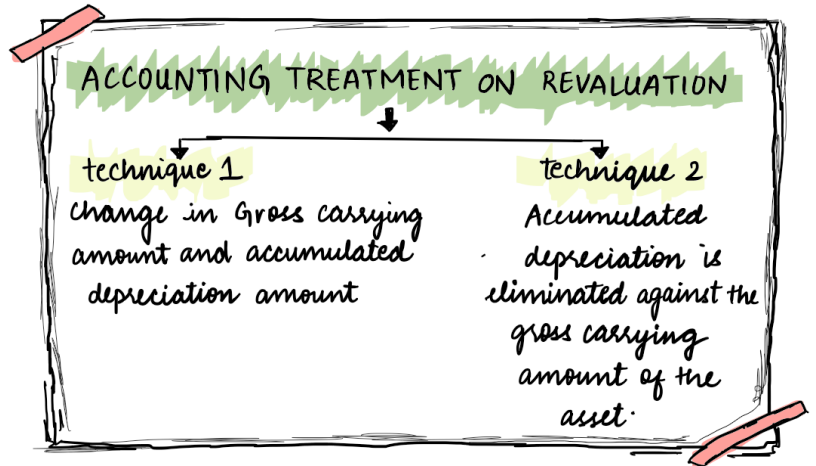 ACCOUNTING TREATMENT ON REVALUATION
technique 1
Change in Gross carrying
amount and accumulated
depreciation amount
technique 2
Accumulated
depreciation is
eliminated against the
gross carrying
amount of the
asset.